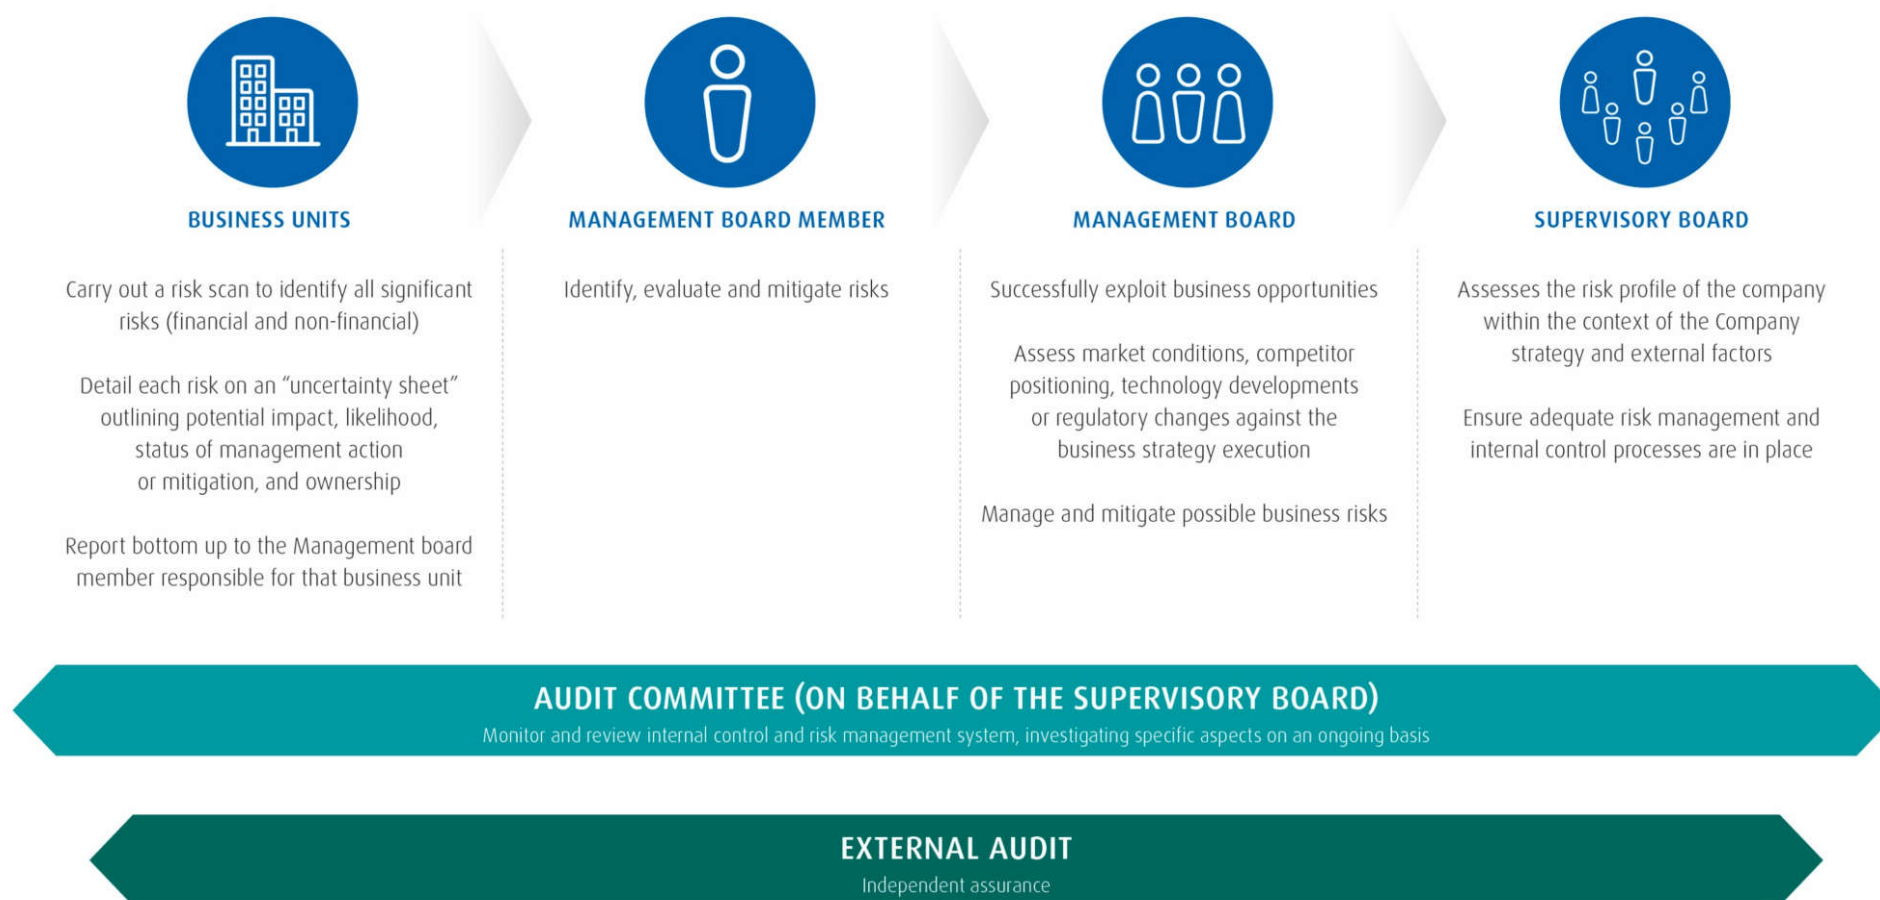 BUSINESS UNITS
Carry out a risk scan to identify all significant
risks (financial and non-financial)
Detail each risk on an “uncertainty sheet”
outlining potential impact, likelihood,
status of management action
or mitigation, and ownership
Report bottom up to the Management board
member responsible for that business unit
MANAGEMENT BOARD MEMBER
Identify, evaluate and mitigate risks
MANAGEMENT BOARD
Successfully exploit business opportunities
Assess market conditions, competitor
positioning, technology developments
or regulatory changes against the
business strategy execution
Manage and mitigate possible business risks
SUPERVISORY BOARD
Assesses the risk profile of the company
within the context of the Company
strategy and external factors
Ensure adequate risk management and
internal control processes are in place
AUDIT COMMITTEE (ON BEHALF OF THE SUPERVISORY BOARD)
Monitor and review internal control and risk management system, investigating specific aspects on an ongoing basis
EXTERNAL AUDIT
Independent assurance